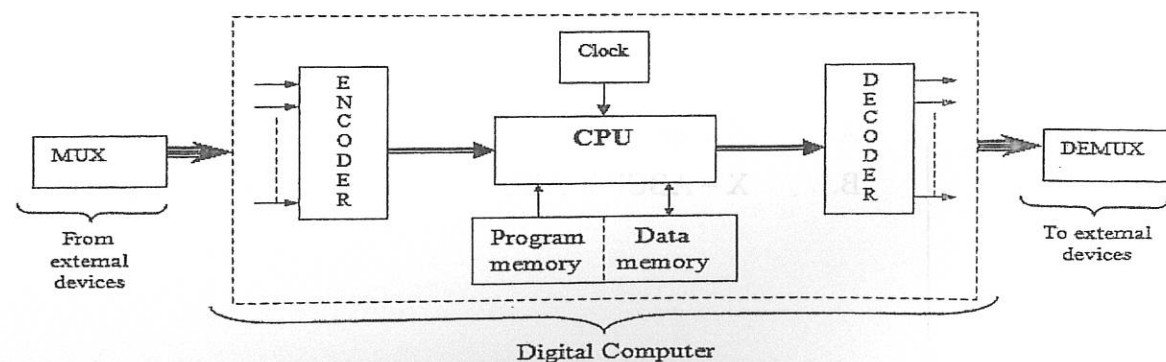 Clock
ENCODER
DECODER
CPU
MUX
DEMUX
From
external
devices
To external
devices
Program
memory
Data
memory
Digital Computer